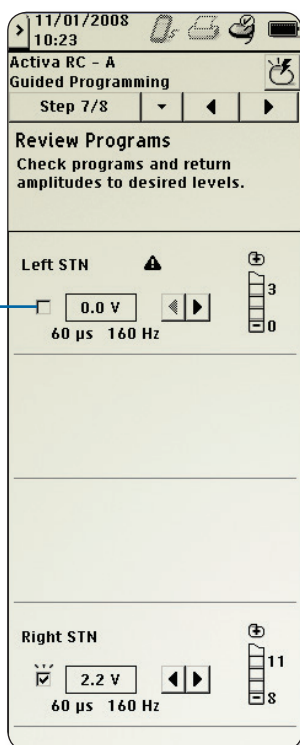 11/01/2008
10:23
Activa RC - A
Guided Programming
Step 7/8
Review Programs
Check programs and return
amplitudes to desired levels.
Left STN
3
0.0 V
0
60 µs 160 Hz
Right STN
11
2.2 V
8
60 µs 160 Hz